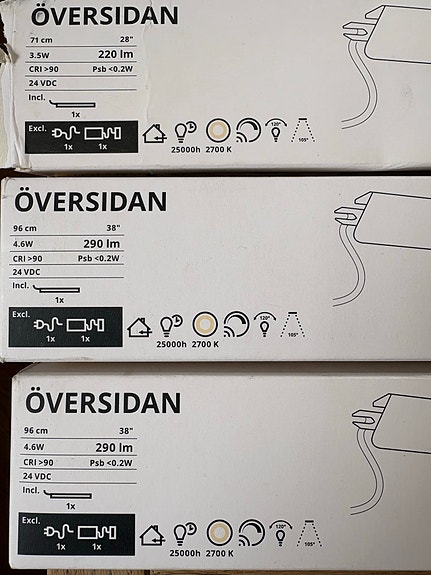 ÖVERSIDAN
71 cm 28"
3.5W 220 lm
CRI >90 Psb <0.2W
24 VDC
Incl.
1x
Excl.
1x 1x
25000h 2700 K 120° 105°
ÖVERSIDAN
96 cm 38"
4.6W 290 lm
CRI >90 Psb <0.2W
24 VDC
Incl.
1x
Excl.
1x 1x
25000h 2700 K 120° 105°
ÖVERSIDAN
96 cm 38"
4.6W 290 lm
CRI >90 Psb <0.2W
24 VDC
Incl.
1x
Excl.
1x 1x
25000h 2700 K 120° 105°